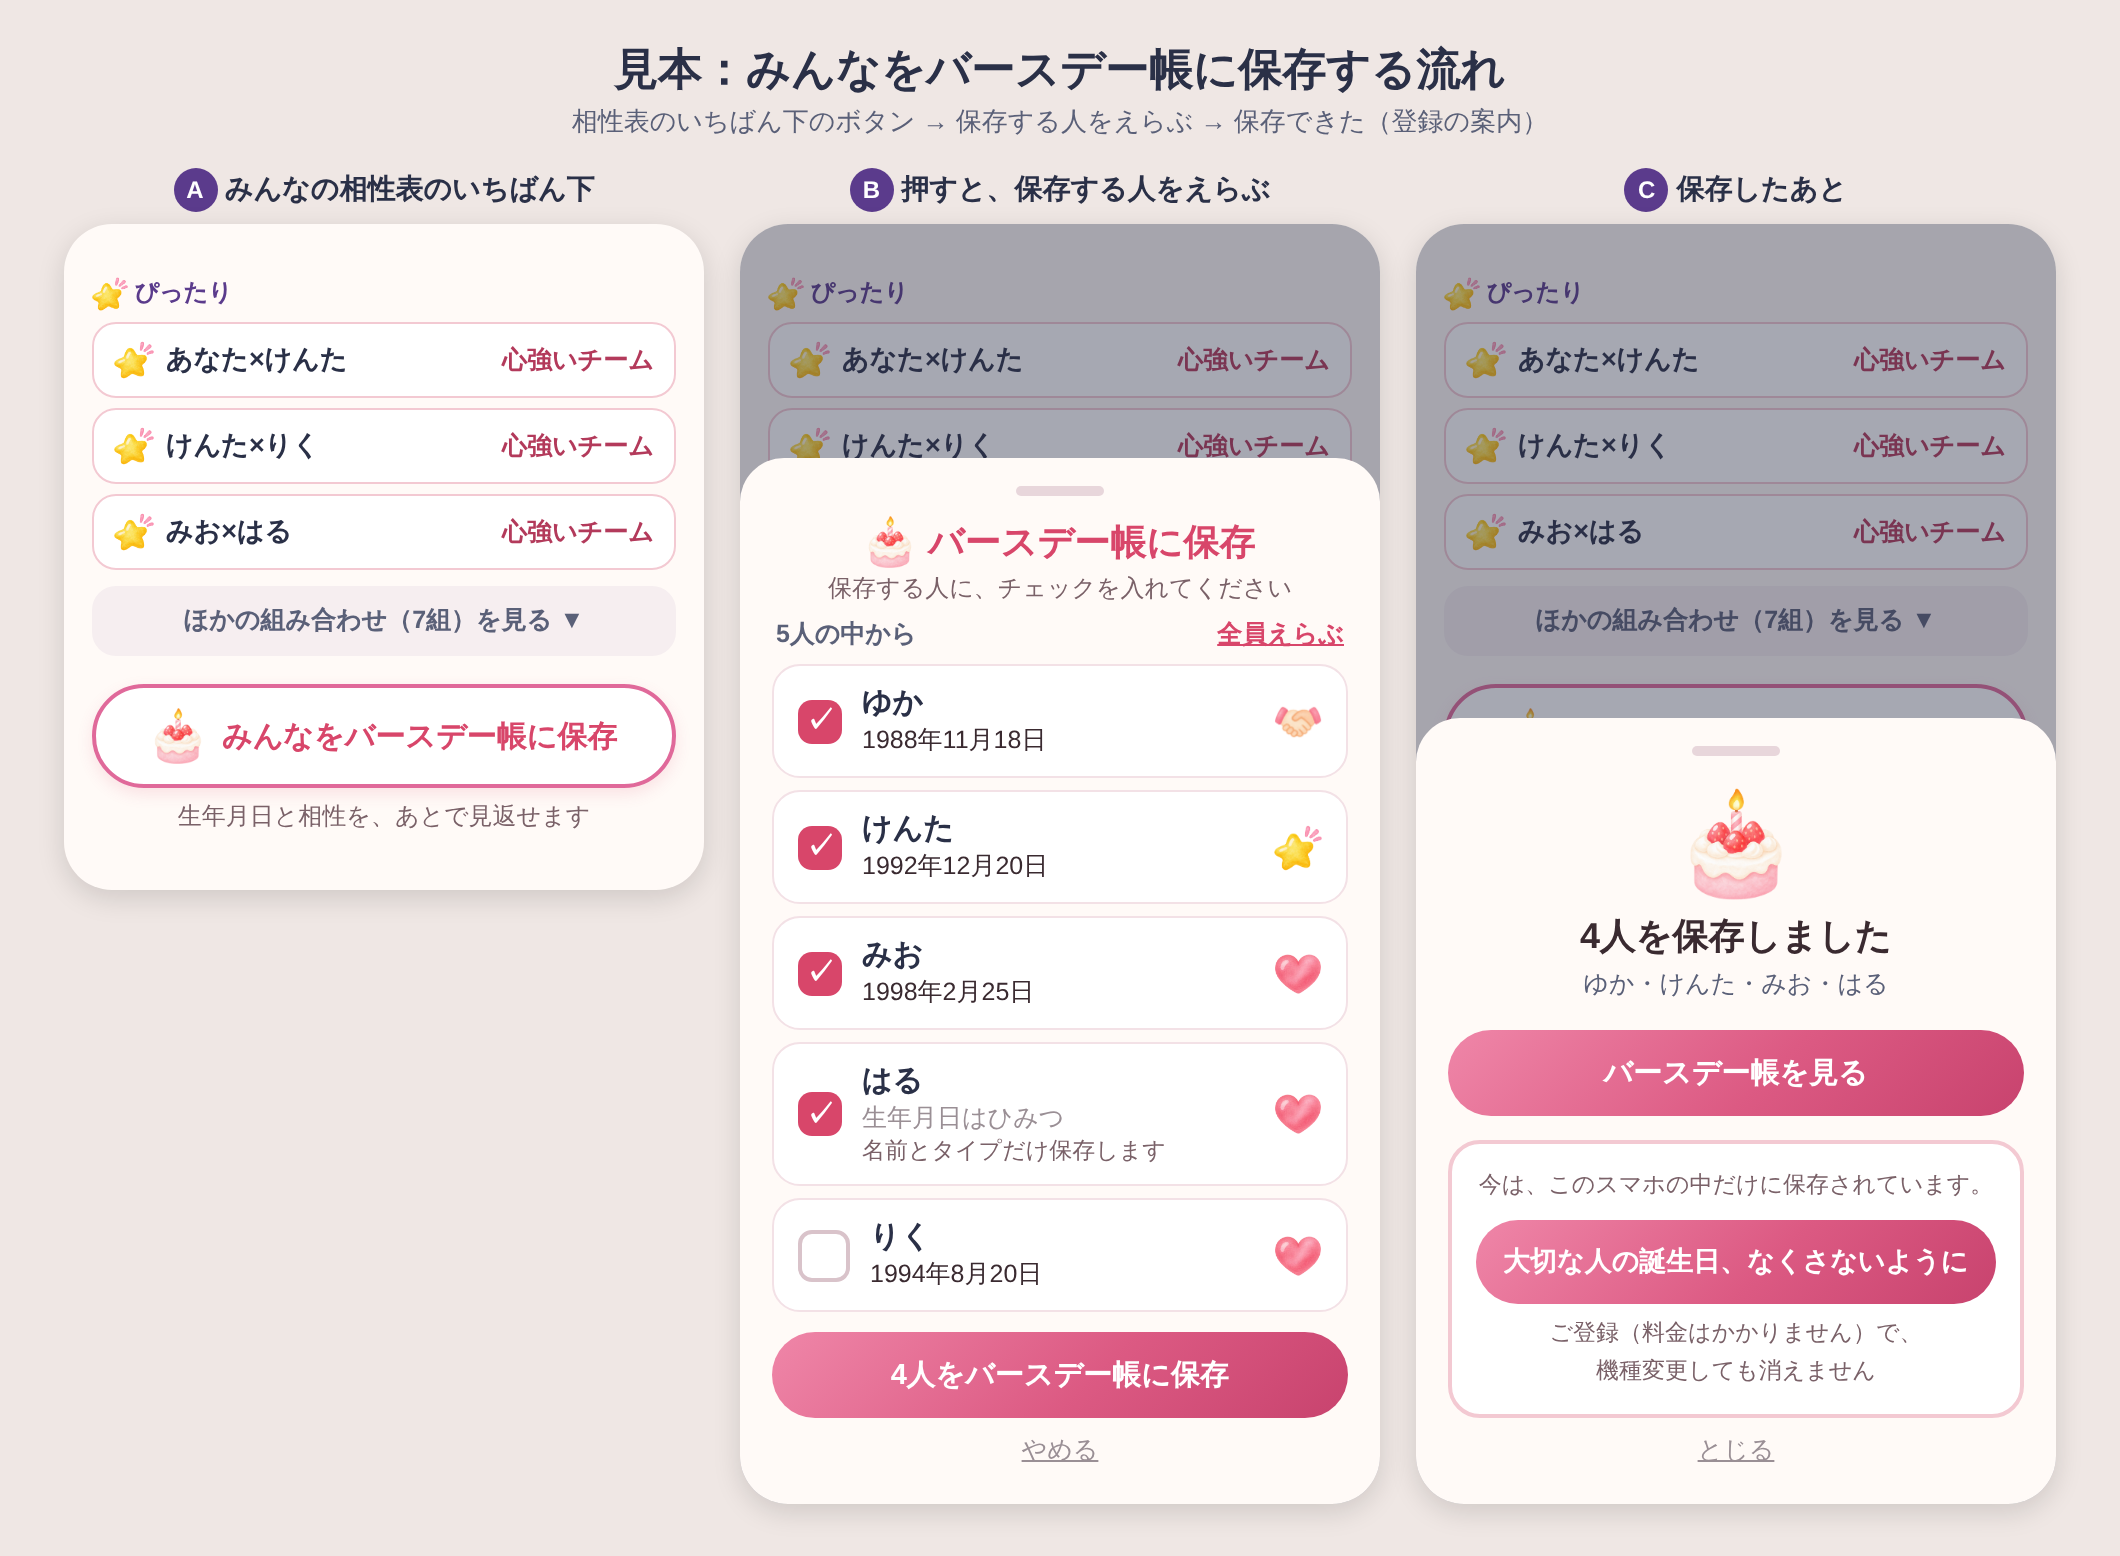 見本：みんなをバースデー帳に保存する流れ
相性表のいちばん下のボタン → 保存する人をえらぶ → 保存できた（登録の案内）
A みんなの相性表のいちばん下
ぴったり
あなた×けんた 心強いチーム
けんた×りく 心強いチーム
みお×はる 心強いチーム
ほかの組み合わせ（7組）を見る ▼
みんなをバースデー帳に保存
生年月日と相性を、あとで見返せます
B 押すと、保存する人をえらぶ
ぴったり
あなた×けんた 心強いチーム
けんた×りく 心強いチーム
バースデー帳に保存
保存する人に、チェックを入れてください
5人の中から 全員えらぶ
ゆか
1988年11月18日
けんた
1992年12月20日
みお
1998年2月25日
はる
生年月日はひみつ
名前とタイプだけ保存します
りく
1994年8月20日
4人をバースデー帳に保存
やめる
C 保存したあと
ぴったり
あなた×けんた 心強いチーム
けんた×りく 心強いチーム
みお×はる 心強いチーム
ほかの組み合わせ（7組）を見る ▼
4人を保存しました
ゆか・けんた・みお・はる
バースデー帳を見る
今は、このスマホの中だけに保存されています。
大切な人の誕生日、なくさないように
ご登録（料金はかかりません）で、
機種変更しても消えません
とじる